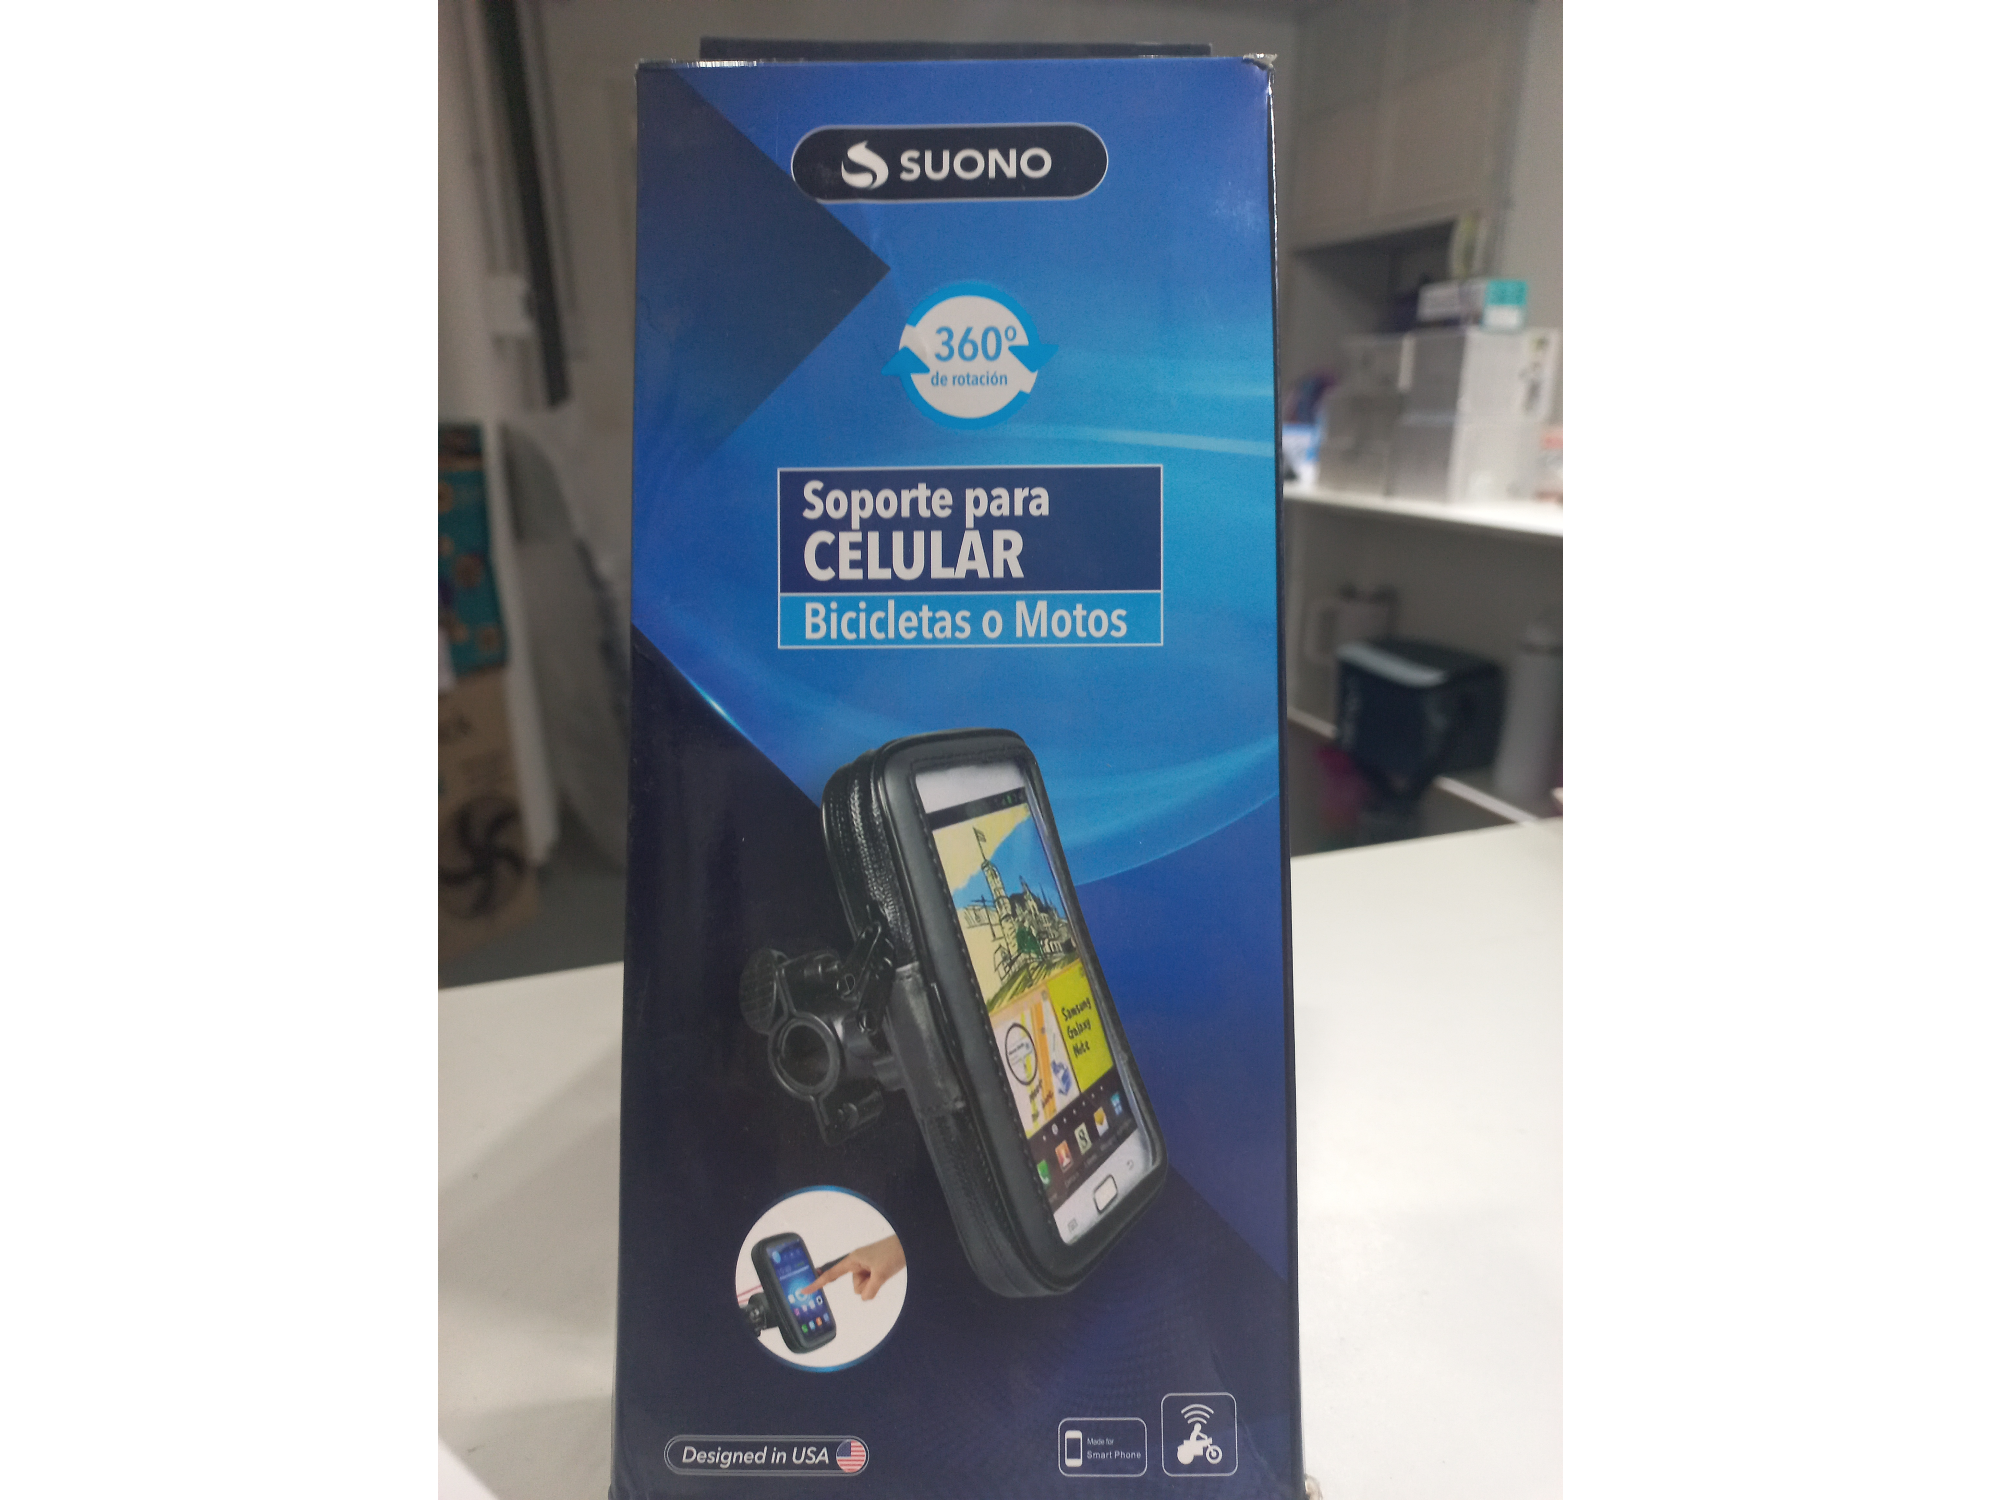 SUONO
360º
de rotación
Soporte para
CELULAR
Bicicletas o Motos
Samsung
Galaxy
Note
Designed in USA
Made for
Smart Phone